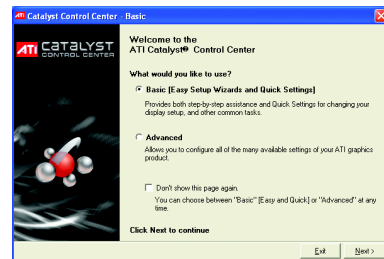 Catalyst Control Center - Basic
ATI CATALYST
CONTROL CENTER
Welcome to the
ATI Catalyst® Control Center
What would you like to use?
Basic [Easy Setup Wizards and Quick Settings]
Provides both step-by-step assistance and Quick Settings for changing your
display setup, and other common tasks.
Advanced
Allows you to configure all of the many available settings of your ATI graphics
product.
Don't show this page again.
You can choose between "Basic" [Easy and Quick] or "Advanced" at any
time.
Click Next to continue
Exit
Next >